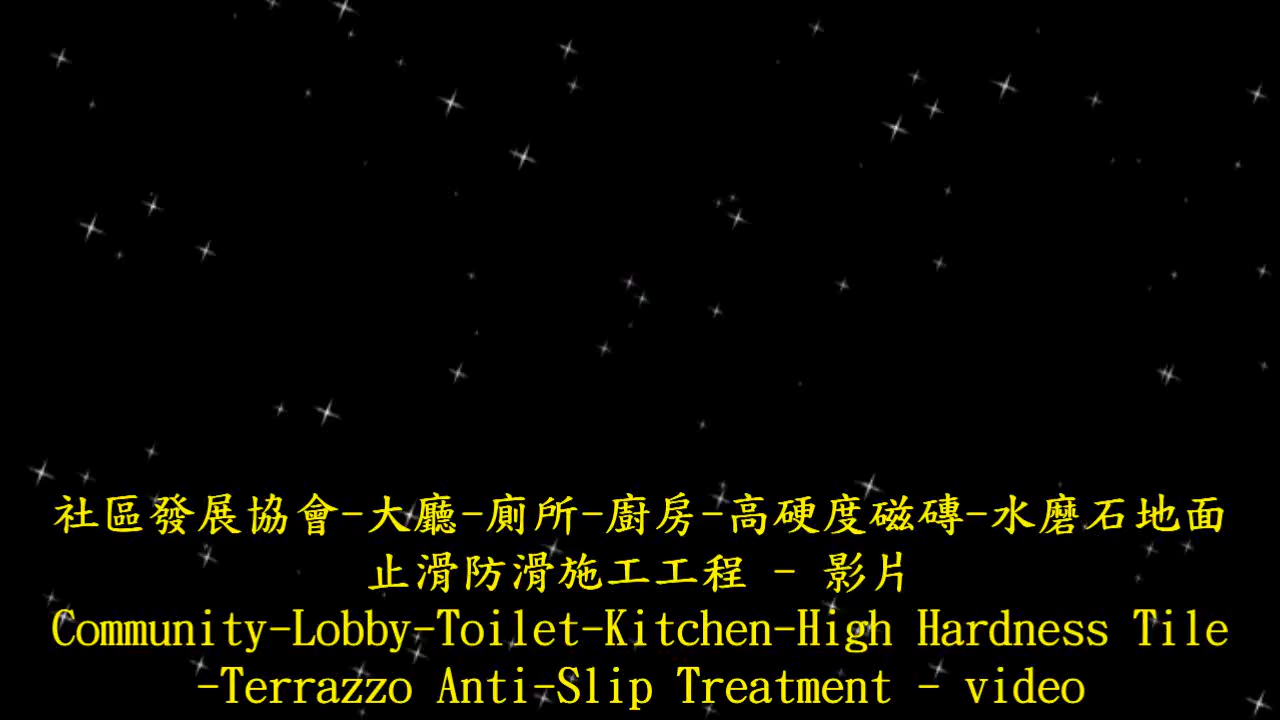 社區發展協會-大廳-廁所-廚房-高硬度磁磚-水磨石地面
止滑防滑施工工程 - 影片
Community-Lobby-Toilet-Kitchen-High Hardness Tile
-Terrazzo Anti-Slip Treatment - video